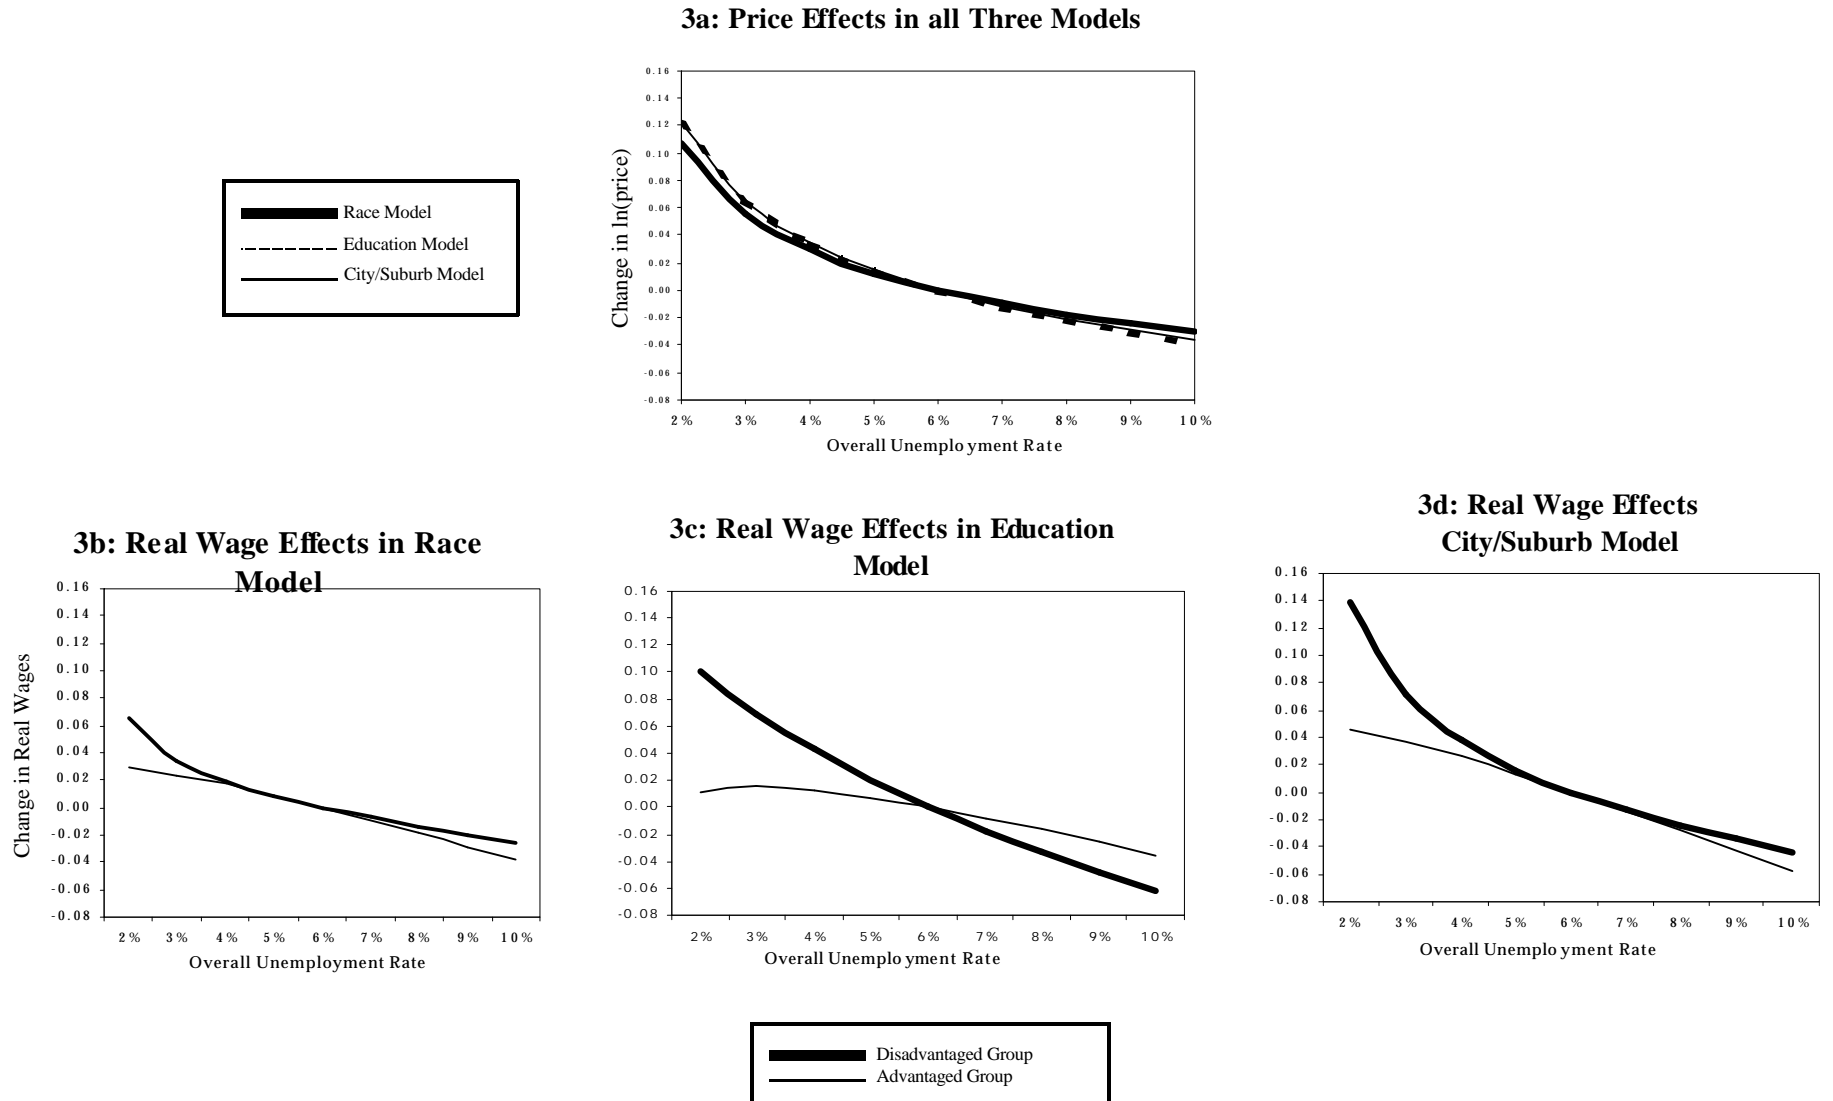 3a: Price Effects in all Three Models
0.16
0.14
0.12
0.10
0.08
0.06
0.04
0.02
0.00
-0.02
-0.04
-0.06
-0.08
Change in ln(price)
2% 3% 4% 5% 6% 7% 8% 9% 10%
Overall Unemployment Rate
Race Model
Education Model
City/Suburb Model
3b: Real Wage Effects in Race
Model
0.16
0.14
0.12
0.10
0.08
0.06
0.04
0.02
0.00
-0.02
-0.04
-0.06
-0.08
Change in Real Wages
2% 3% 4% 5% 6% 7% 8% 9% 10%
Overall Unemployment Rate
3c: Real Wage Effects in Education
Model
0.16
0.14
0.12
0.10
0.08
0.06
0.04
0.02
0.00
-0.02
-0.04
-0.06
-0.08
2% 3% 4% 5% 6% 7% 8% 9% 10%
Overall Unemployment Rate
3d: Real Wage Effects
City/Suburb Model
0.16
0.14
0.12
0.10
0.08
0.06
0.04
0.02
0.00
-0.02
-0.04
-0.06
-0.08
2% 3% 4% 5% 6% 7% 8% 9% 10%
Overall Unemployment Rate
Disadvantaged Group
Advantaged Group